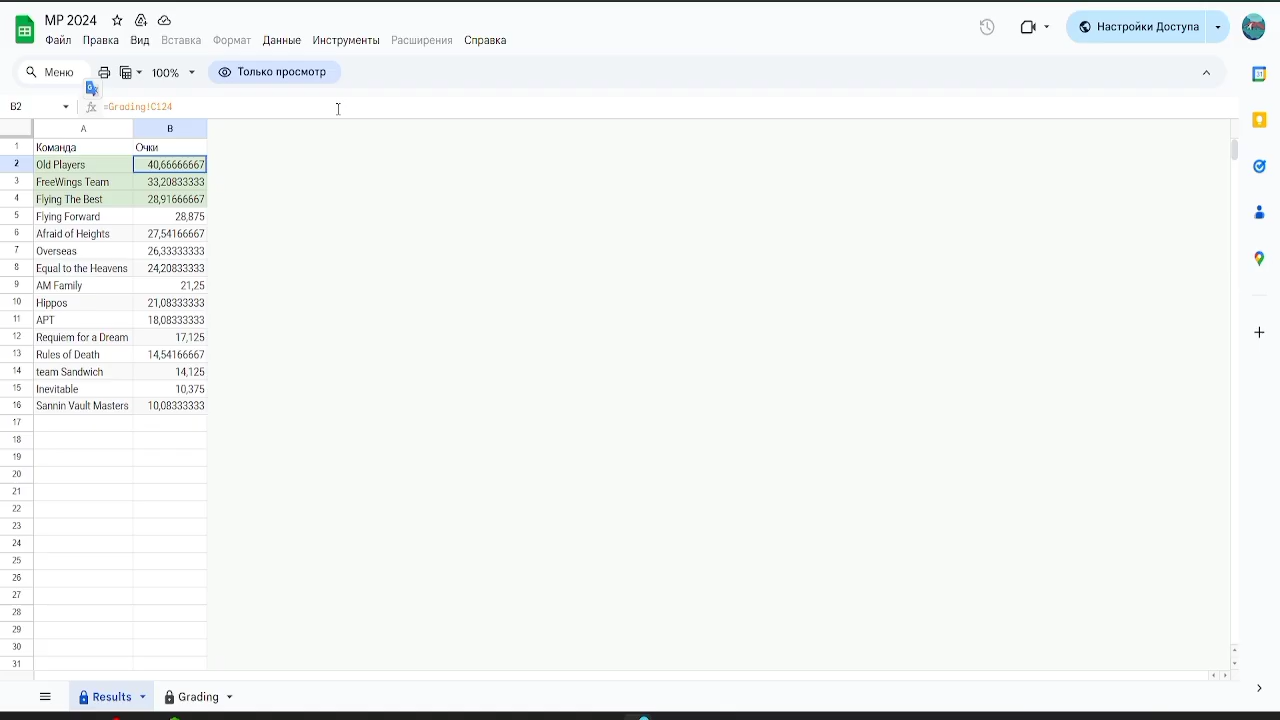 MP 2024
Файл Правка Вид Вставка Формат Данные Инструменты Расширения Справка
Настройки Доступа
Меню 100% Только просмотр
B2 fx =Grading!C124
A B
1 Команда Очки
2 Old Players 40,66666667
3 FreeWings Team 33,20833333
4 Flying The Best 28,91666667
5 Flying Forward 28,875
6 Afraid of Heights 27,54166667
7 Overseas 26,33333333
8 Equal to the Heavens 24,20833333
9 AM Family 21,25
10 Hippos 21,08333333
11 APT 18,08333333
12 Requiem for a Dream 17,125
13 Rules of Death 14,54166667
14 team Sandwich 14,125
15 Inevitable 10,375
16 Sannin Vault Masters 10,08333333
17
18
19
20
21
22
23
24
25
26
27
28
29
30
31
Results Grading